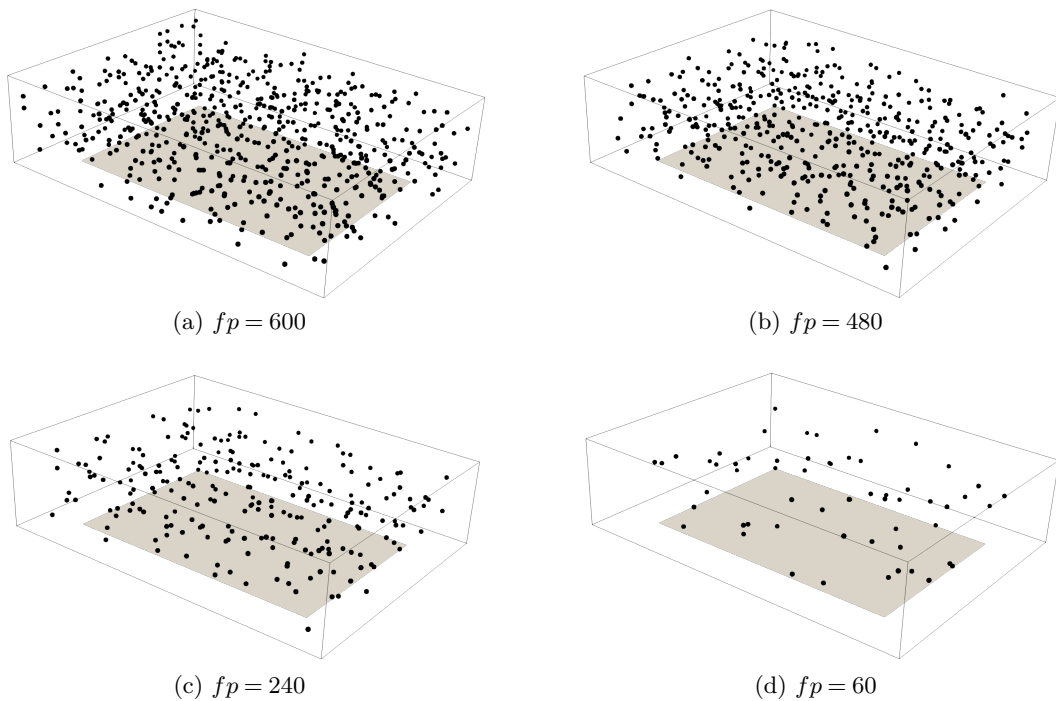 (a) fp = 600
(b) fp = 480
(c) fp = 240
(d) fp = 60